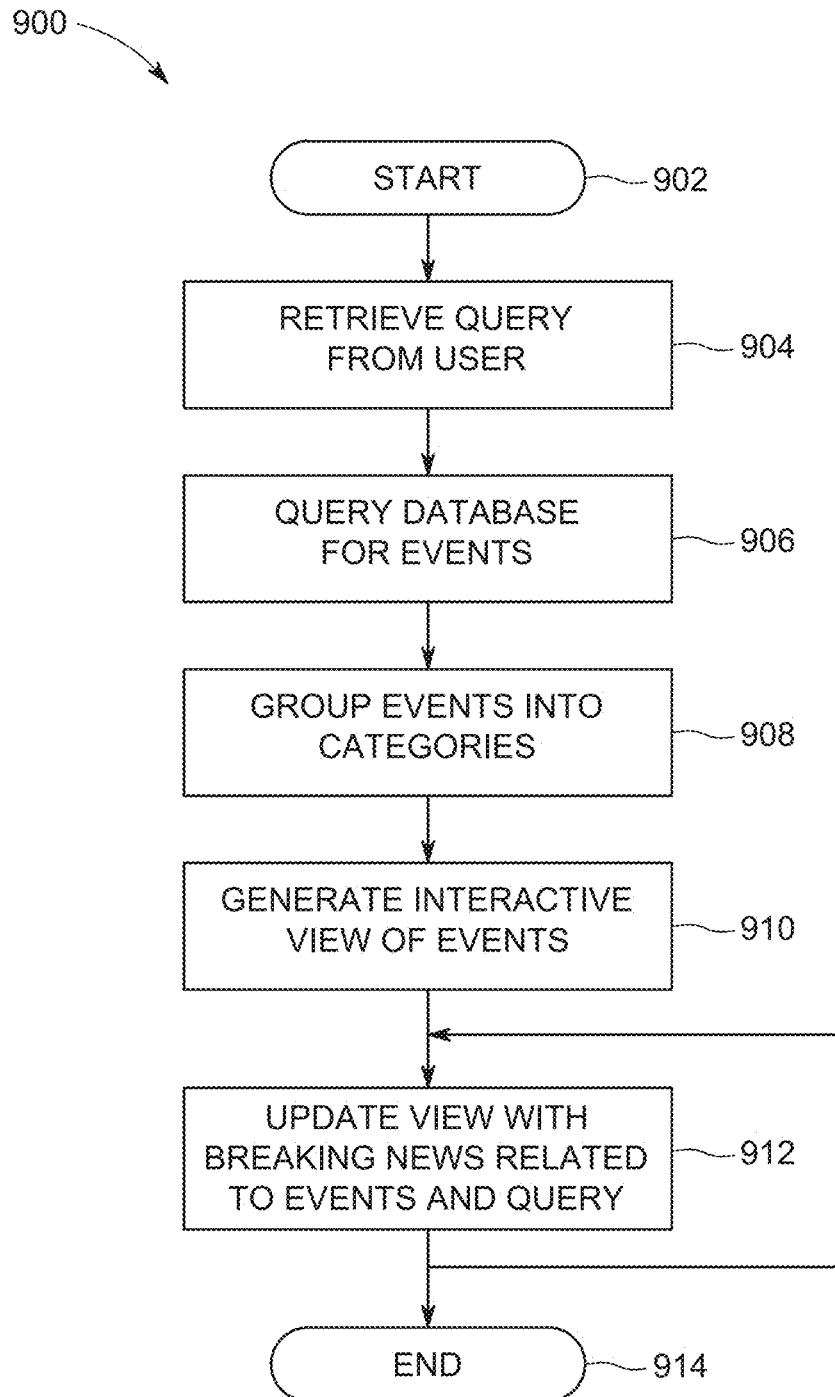 900
START
902
RETRIEVE QUERY
FROM USER
904
QUERY DATABASE
FOR EVENTS
906
GROUP EVENTS INTO
CATEGORIES
908
GENERATE INTERACTIVE
VIEW OF EVENTS
910
UPDATE VIEW WITH
BREAKING NEWS RELATED
TO EVENTS AND QUERY
912
END
914